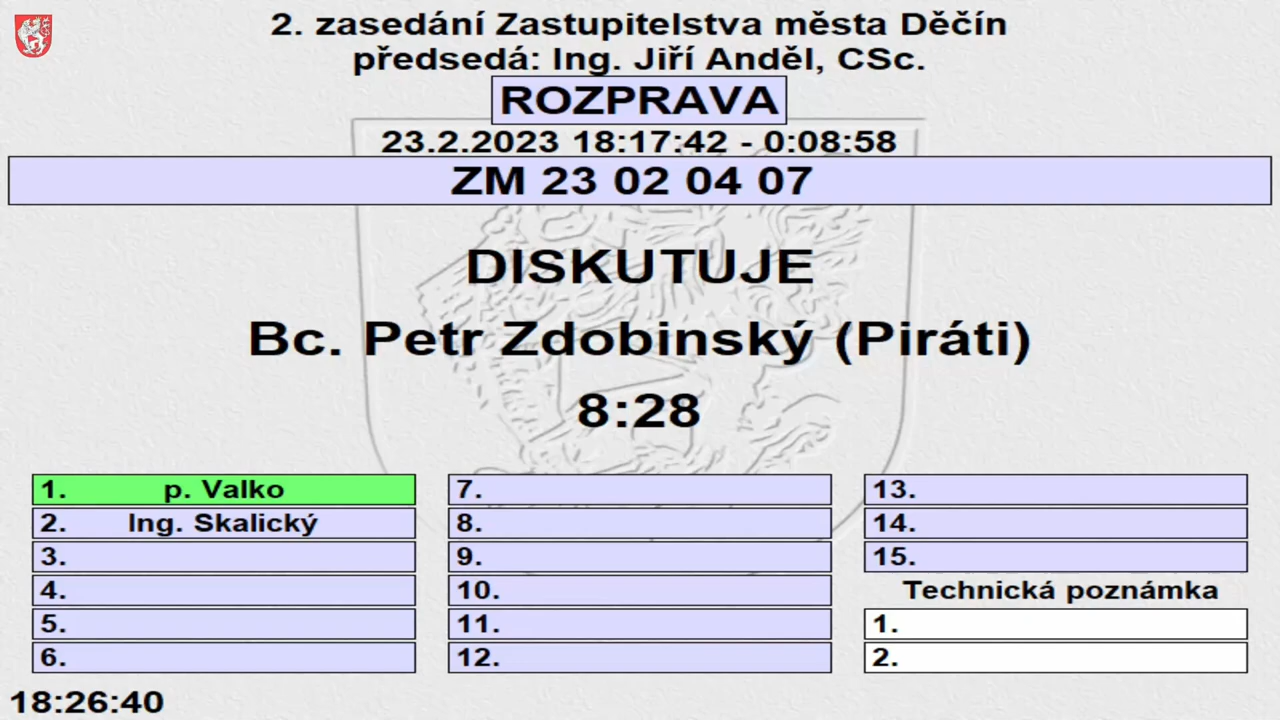 2. zasedání Zastupitelstva města Děčín
předsedá: Ing. Jiří Anděl, CSc.
ROZPRAVA
23.2.2023 18:17:42 - 0:08:58
ZM 23 02 04 07
DISKUTUJE
Bc. Petr Zdobinský (Piráti)
8:28
1. p. Valko
2. Ing. Skalický
3.
4.
5.
6.
7.
8.
9.
10.
11.
12.
13.
14.
15.
Technická poznámka
1.
2.
18:26:40